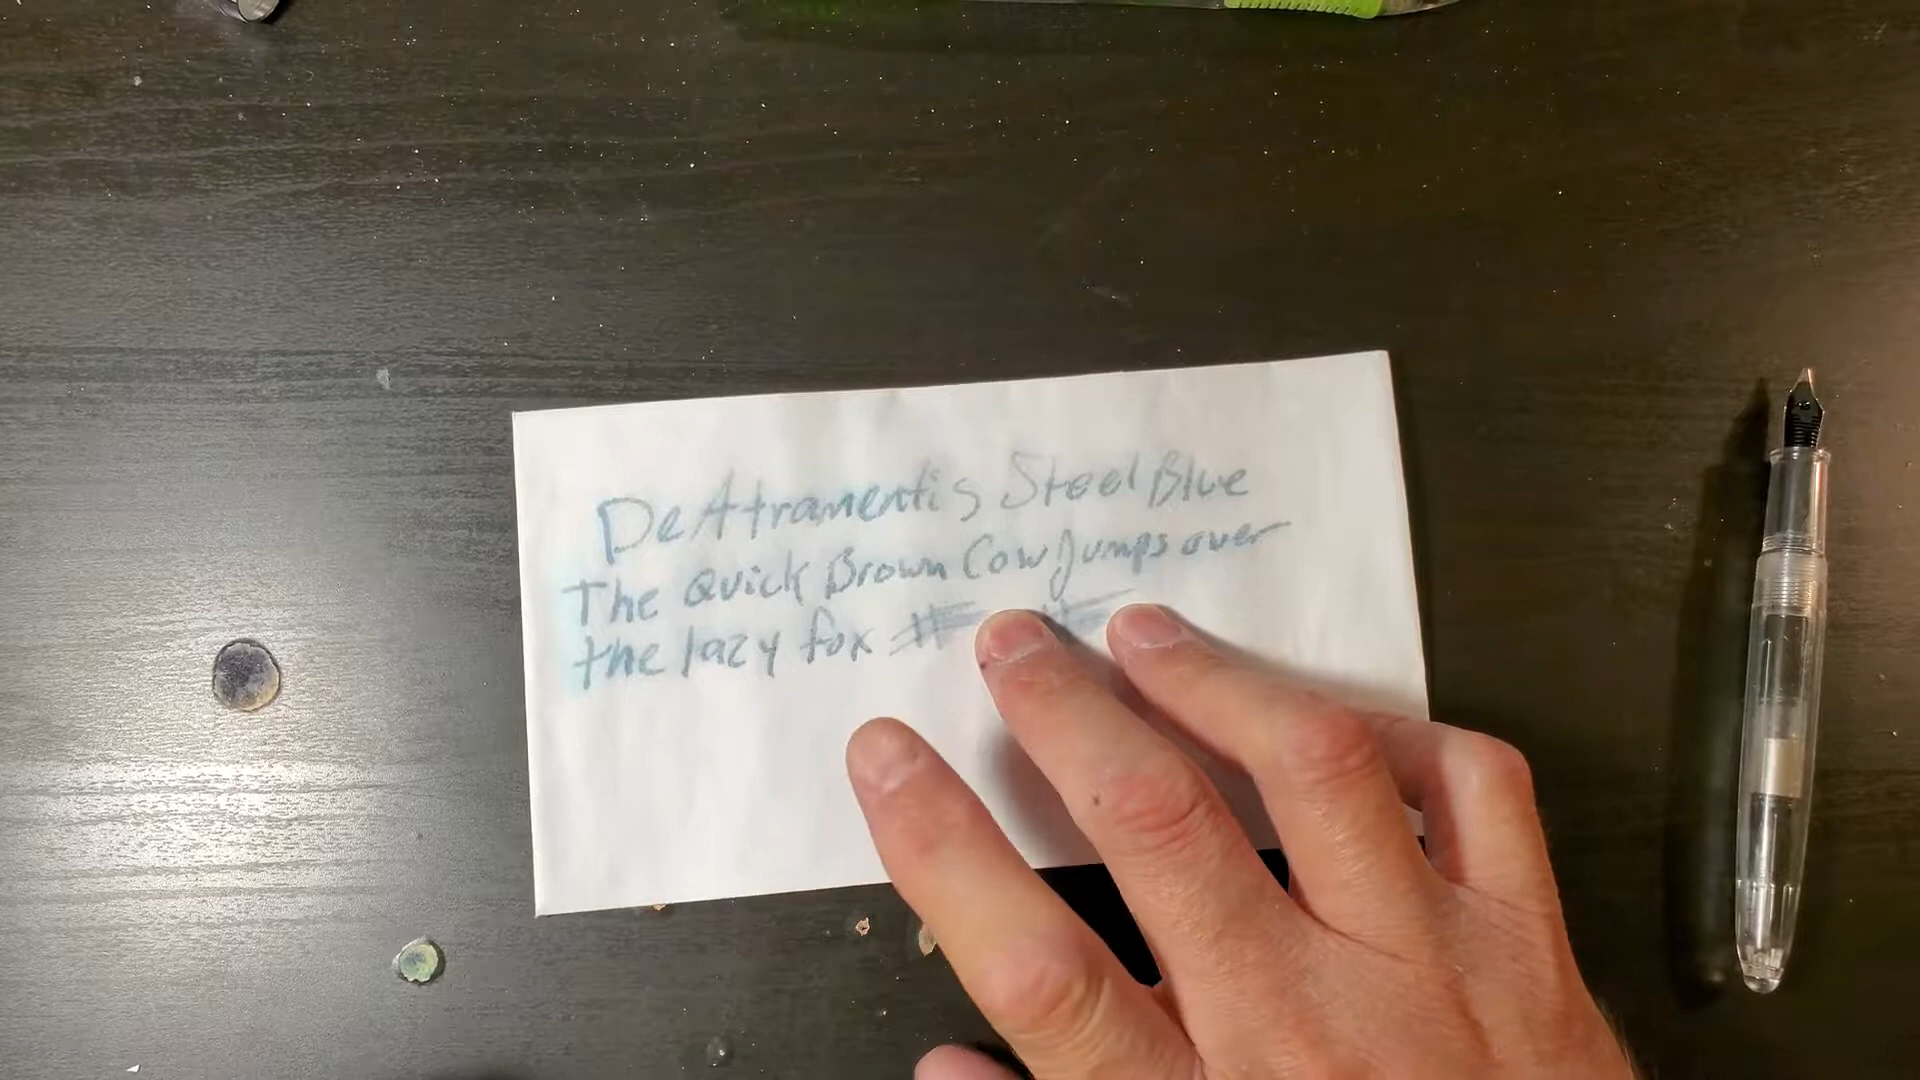 DeAtramentis Steel Blue
The Quick Brown Cow Jumps over
the lazy fox